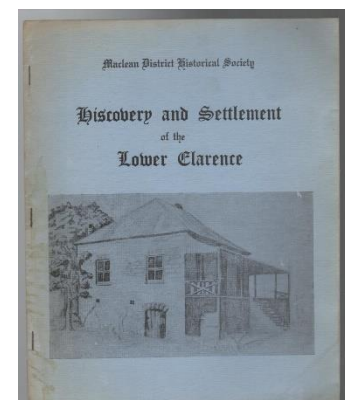 Maclean District Historical Society
Discovery and Settlement
of the
Lower Clarence